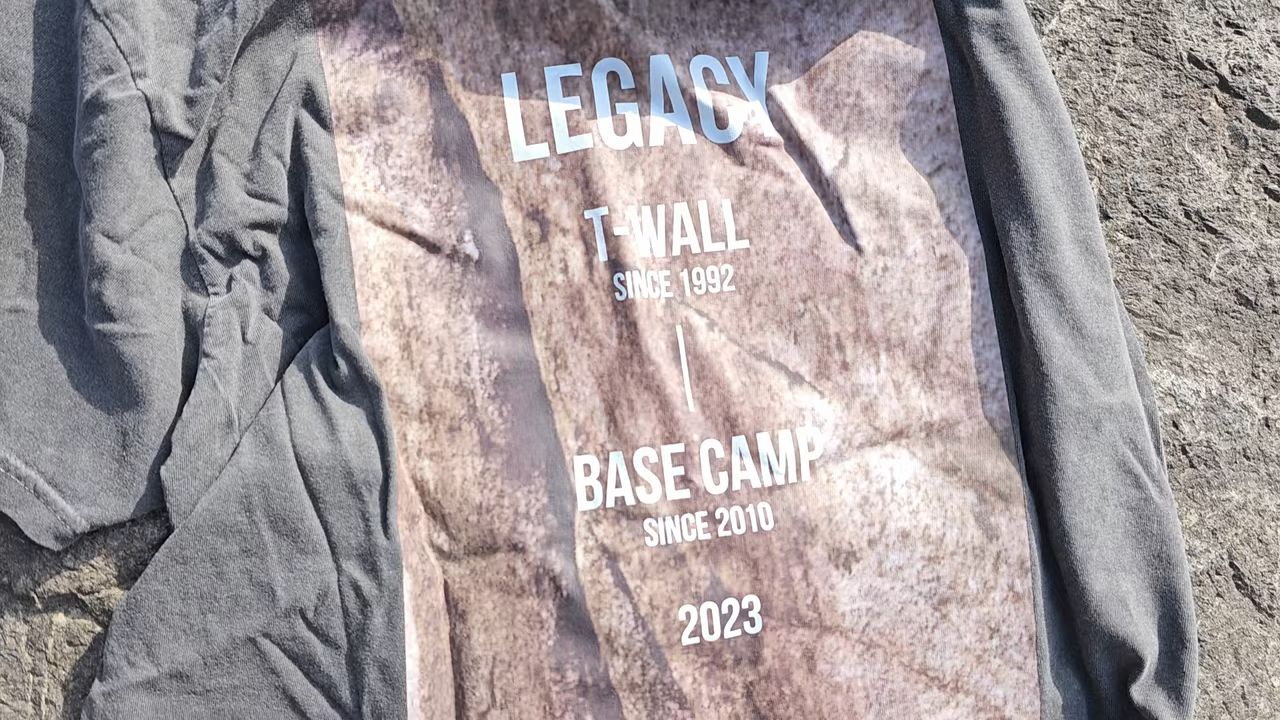 LEGACY
T-WALL
SINCE 1992
BASE CAMP
SINCE 2010
2023